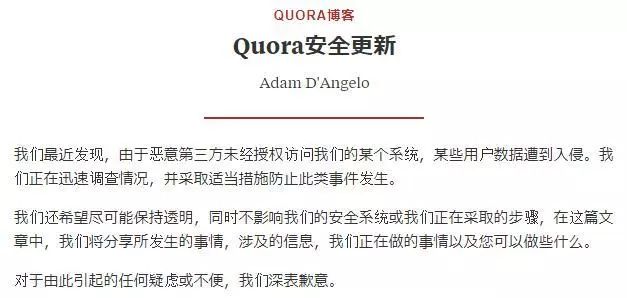 QUORA博客
Quora安全更新
Adam D'Angelo
我们最近发现，由于恶意第三方未经授权访问我们的某个系统，某些用户数据遭到入侵。我
们正在迅速调查情况，并采取适当措施防止此类事件发生。
我们还希望尽可能保持透明，同时不影响我们的安全系统或我们正在采取的步骤，在这篇文
章中，我们将分享所发生的事情，涉及的信息，我们正在做的事情以及您可以做些什么。
对于由此引起的任何疑虑或不便，我们深表歉意。